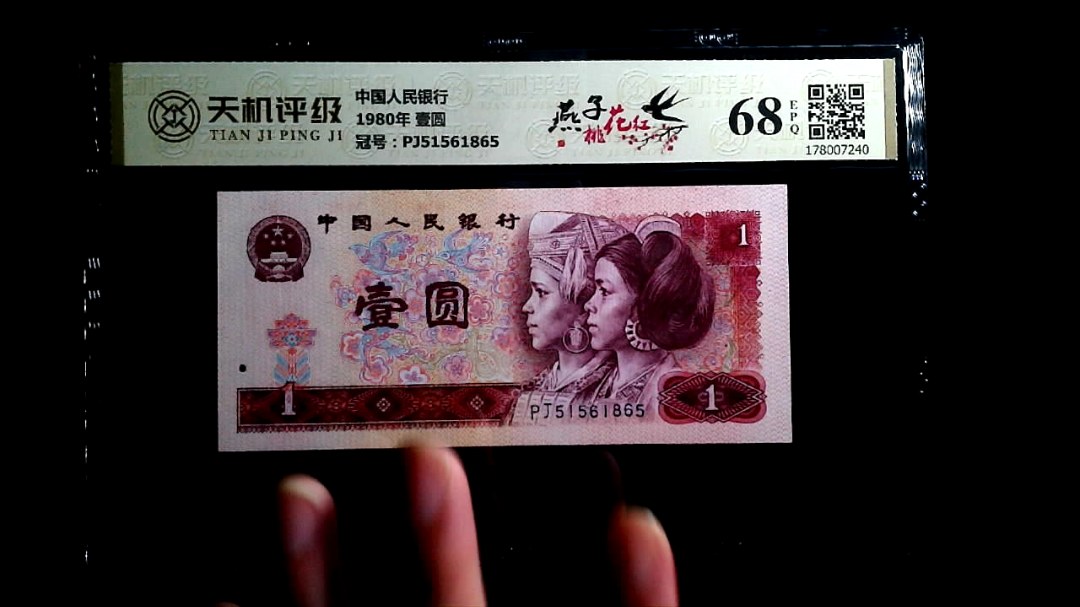 天机评级
TIAN JI PING JI
中国人民银行
1980年 壹圆
冠号：PJ51561865
燕子
桃花红
68
EPQ
178007240
中国人民银行
1
壹圆
1
PJ51561865
1